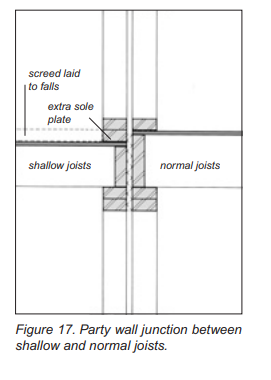 screed laid
to falls
extra sole
plate
shallow joists
normal joists
Figure 17. Party wall junction between
shallow and normal joists.